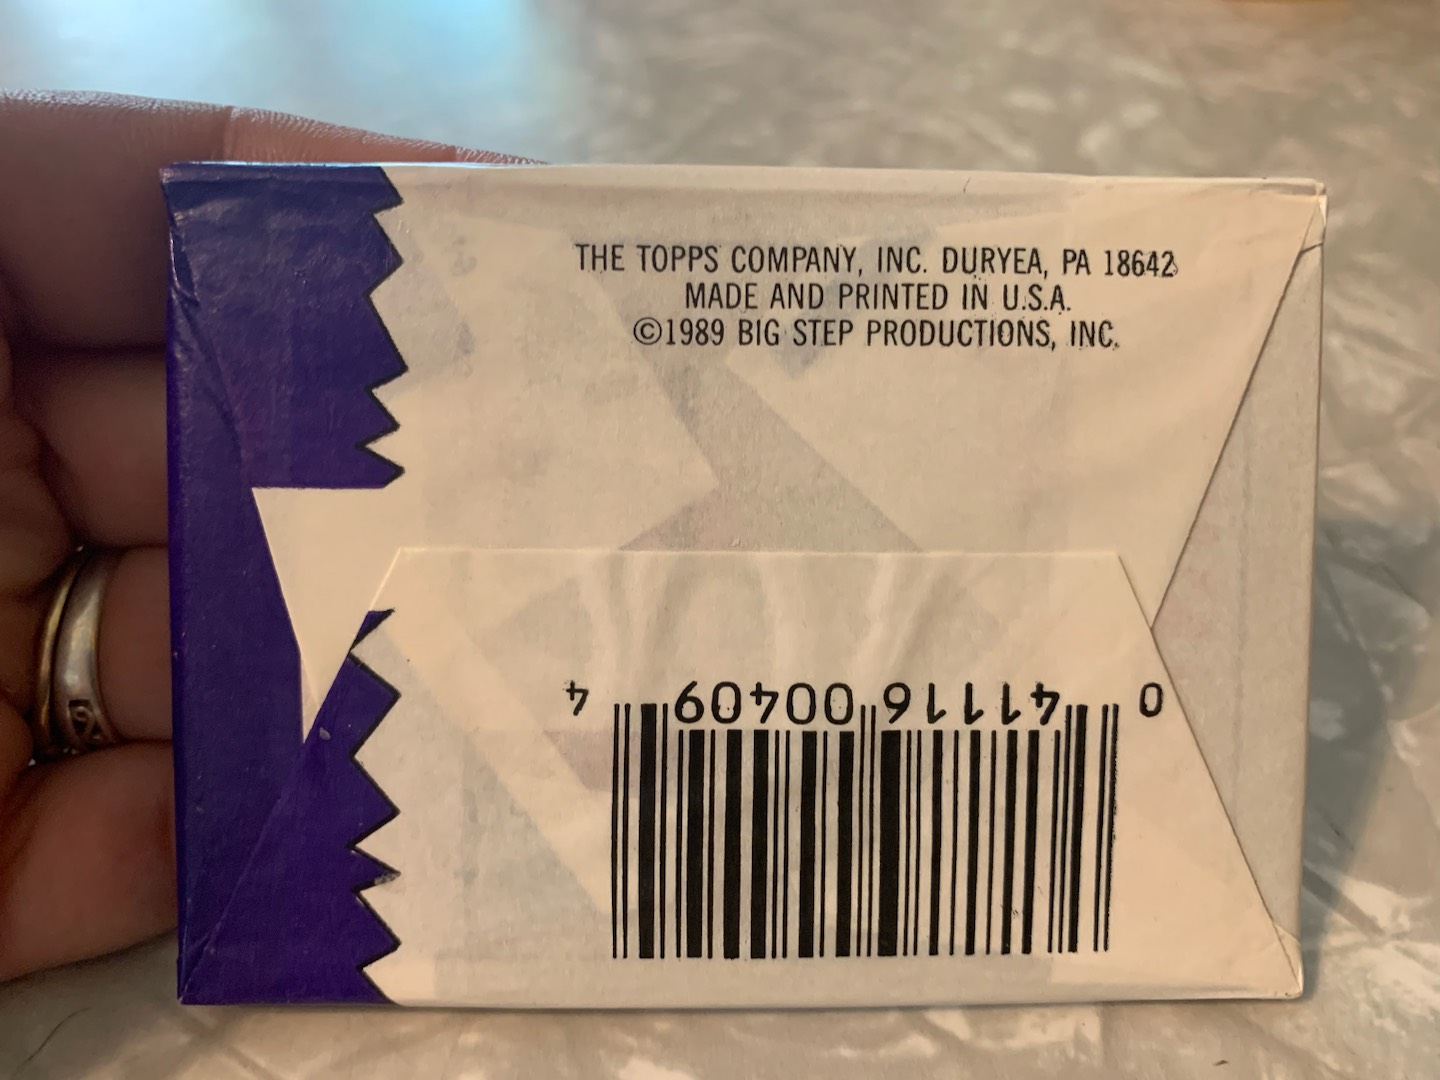 THE TOPPS COMPANY, INC. DURYEA, PA 18642
MADE AND PRINTED IN U.S.A.
©1989 BIG STEP PRODUCTIONS, INC.
0 41116 00409 4